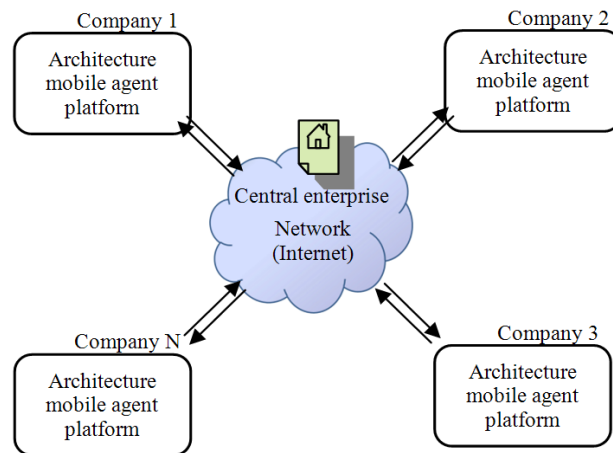 Company 1
Architecture
mobile agent
platform
Company 2
Architecture
mobile agent
platform
Central enterprise
Network
(Internet)
Company N
Architecture
mobile agent
platform
Company 3
Architecture
mobile agent
platform